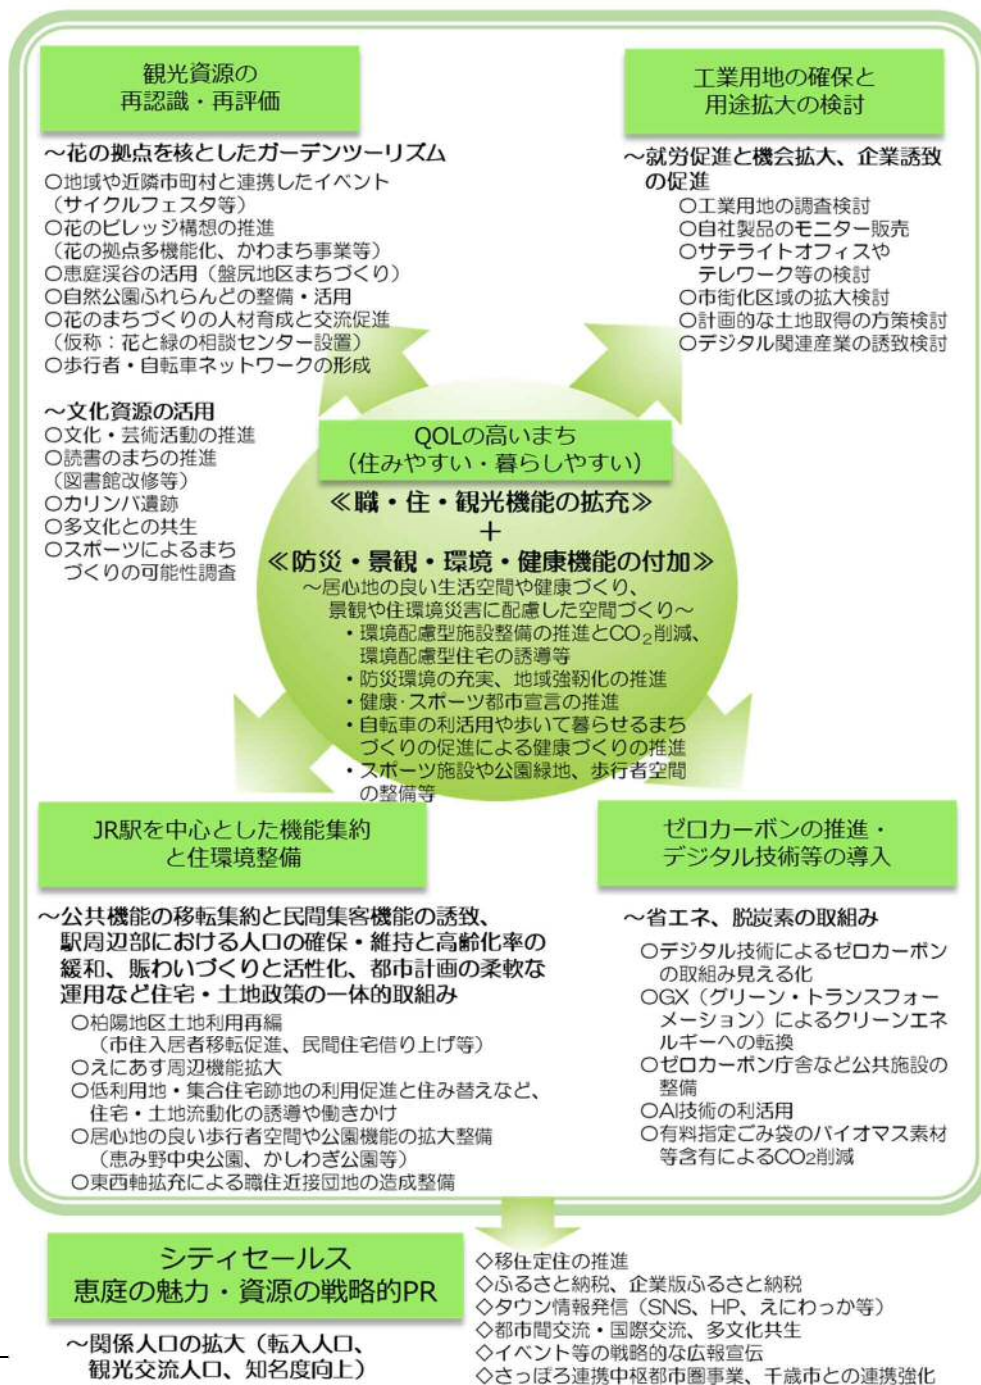 観光資源の
再認識・再評価
～花の拠点を核としたガーデンツーリズム
○地域や近隣市町村と連携したイベント
（サイクルフェスタ等）
○花のビレッジ構想の推進
（花の拠点多機能化、かわまち事業等）
○恵庭渓谷の活用（盤尻地区まちづくり）
○自然公園ふれらんどの整備・活用
○花のまちづくりの人材育成と交流促進
（仮称：花と緑の相談センター設置）
○歩行者・自転車ネットワークの形成
～文化資源の活用
○文化・芸術活動の推進
○読書のまちの推進
（図書館改修等）
○カリンバ遺跡
○多文化との共生
○スポーツによるまち
づくりの可能性調査
工業用地の確保と
用途拡大の検討
～就労促進と機会拡大、企業誘致
の促進
○工業用地の調査検討
○自社製品のモニター販売
○サテライトオフィスや
テレワーク等の検討
○市街化区域の拡大検討
○計画的な土地取得の方策検討
○デジタル関連産業の誘致検討
QOLの高いまち
（住みやすい・暮らしやすい）
≪職・住・観光機能の拡充≫
＋
≪防災・景観・環境・健康機能の付加≫
～居心地の良い生活空間や健康づくり、
景観や住環境災害に配慮した空間づくり～
・環境配慮型施設整備の推進とCO₂削減、
環境配慮型住宅の誘導等
・防災環境の充実、地域強靭化の推進
・健康・スポーツ都市宣言の推進
・自転車の利活用や歩いて暮らせるまち
づくりの促進による健康づくりの推進
・スポーツ施設や公園緑地、歩行者空間
の整備等
JR駅を中心とした機能集約
と住環境整備
～公共機能の移転集約と民間集客機能の誘致、
駅周辺部における人口の確保・維持と高齢化率の
緩和、賑わいづくりと活性化、都市計画の柔軟な
運用など住宅・土地政策の一体的取組み
○柏陽地区土地利用再編
（市住入居者移転促進、民間住宅借り上げ等）
○えにあす周辺機能拡大
○低利用地・集合住宅跡地の利用促進と住み替えなど、
住宅・土地流動化の誘導や働きかけ
○居心地の良い歩行者空間や公園機能の拡大整備
（恵み野中央公園、かしわぎ公園等）
○東西軸拡充による職住近接団地の造成整備
ゼロカーボンの推進・
デジタル技術等の導入
～省エネ、脱炭素の取組み
○デジタル技術によるゼロカーボン
の取組み見える化
○GX（グリーン・トランスフォー
メーション）によるクリーンエネ
ルギーへの転換
○ゼロカーボン庁舎など公共施設の
整備
○AI技術の利活用
○有料指定ごみ袋のバイオマス素材
等含有によるCO2削減
シティセールス
恵庭の魅力・資源の戦略的PR
～関係人口の拡大（転入人口、
観光交流人口、知名度向上）
◇移住定住の推進
◇ふるさと納税、企業版ふるさと納税
◇タウン情報発信（SNS、HP、えにわっか等）
◇都市間交流・国際交流、多文化共生
◇イベント等の戦略的な広報宣伝
◇さっぽろ連携中枢都市圏事業、千歳市との連携強化